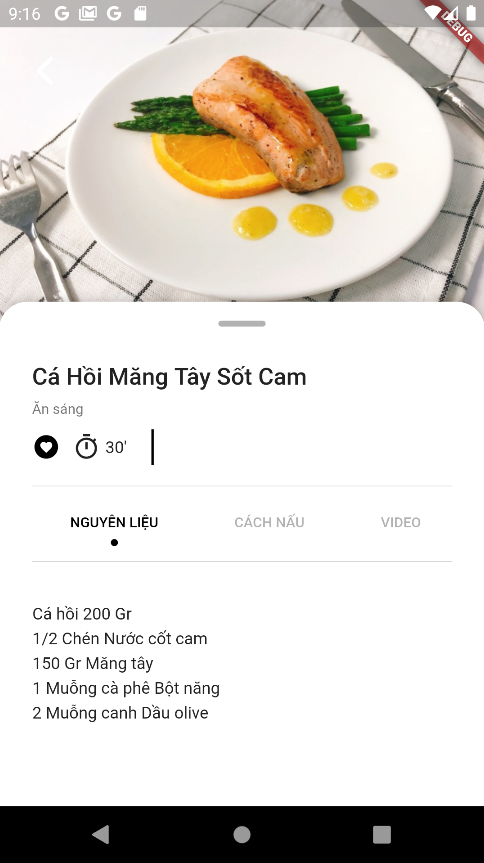 9:16
DEBUG
Cá Hồi Măng Tây Sốt Cam
Ăn sáng
30'
NGUYÊN LIỆU CÁCH NẤU VIDEO
Cá hồi 200 Gr
1/2 Chén Nước cốt cam
150 Gr Măng tây
1 Muỗng cà phê Bột năng
2 Muỗng canh Dầu olive